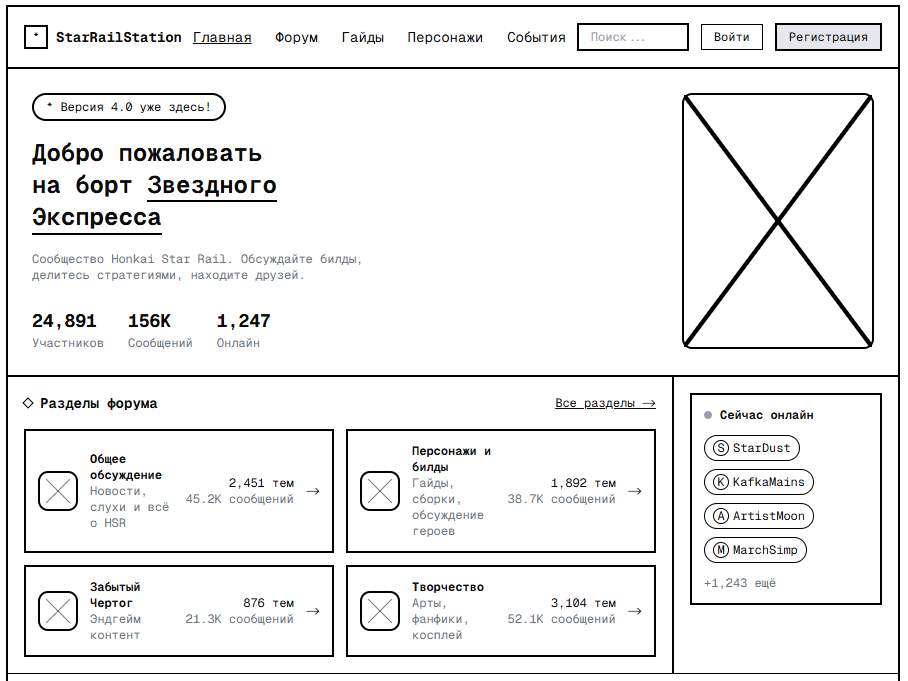 * StarRailStation Главная Форум Гайды Персонажи События Поиск... Войти Регистрация
* Версия 4.0 уже здесь!
Добро пожаловать
на борт Звездного
Экспресса
Сообщество Honkai Star Rail. Обсуждайте билды,
делитесь стратегиями, находите друзей.
24,891 156K 1,247
Участников Сообщений Онлайн
◇ Разделы форума
Все разделы →
Общее
обсуждение
Новости,
слухи и всё
о HSR
2,451 тем
45.2K сообщений
→
Персонажи и
билды
Гайды,
сборки,
обсуждение
героев
1,892 тем
38.7K сообщений
→
Забытый
Чертог
Эндгейм
контент
876 тем
21.3K сообщений
→
Творчество
Арты,
фанфики,
косплей
3,104 тем
52.1K сообщений
→
Сейчас онлайн
S StarDust
K KafkaMains
A ArtistMoon
M MarchSimp
+1,243 ещё